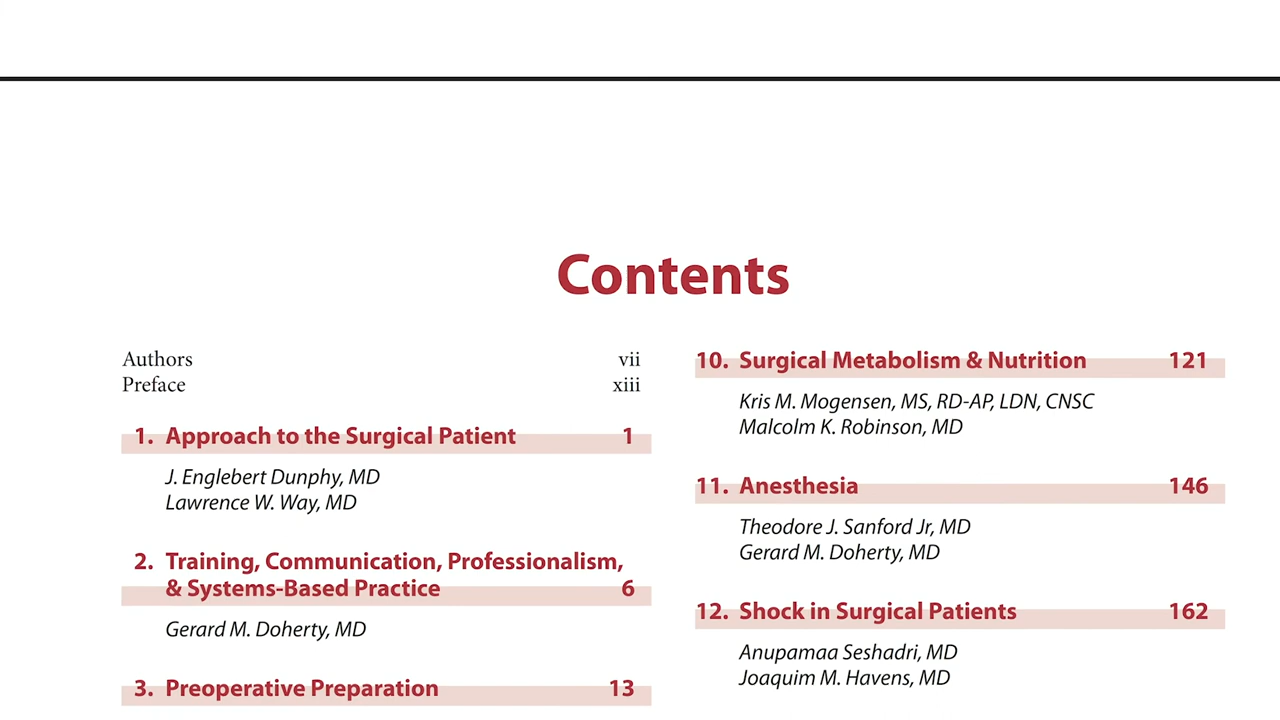 Contents
Authors vii
Preface xiii
1. Approach to the Surgical Patient 1
J. Englebert Dunphy, MD
Lawrence W. Way, MD
2. Training, Communication, Professionalism,
& Systems-Based Practice 6
Gerard M. Doherty, MD
3. Preoperative Preparation 13
10. Surgical Metabolism & Nutrition 121
Kris M. Mogensen, MS, RD-AP, LDN, CNSC
Malcolm K. Robinson, MD
11. Anesthesia 146
Theodore J. Sanford Jr, MD
Gerard M. Doherty, MD
12. Shock in Surgical Patients 162
Anupamaa Seshadri, MD
Joaquim M. Havens, MD